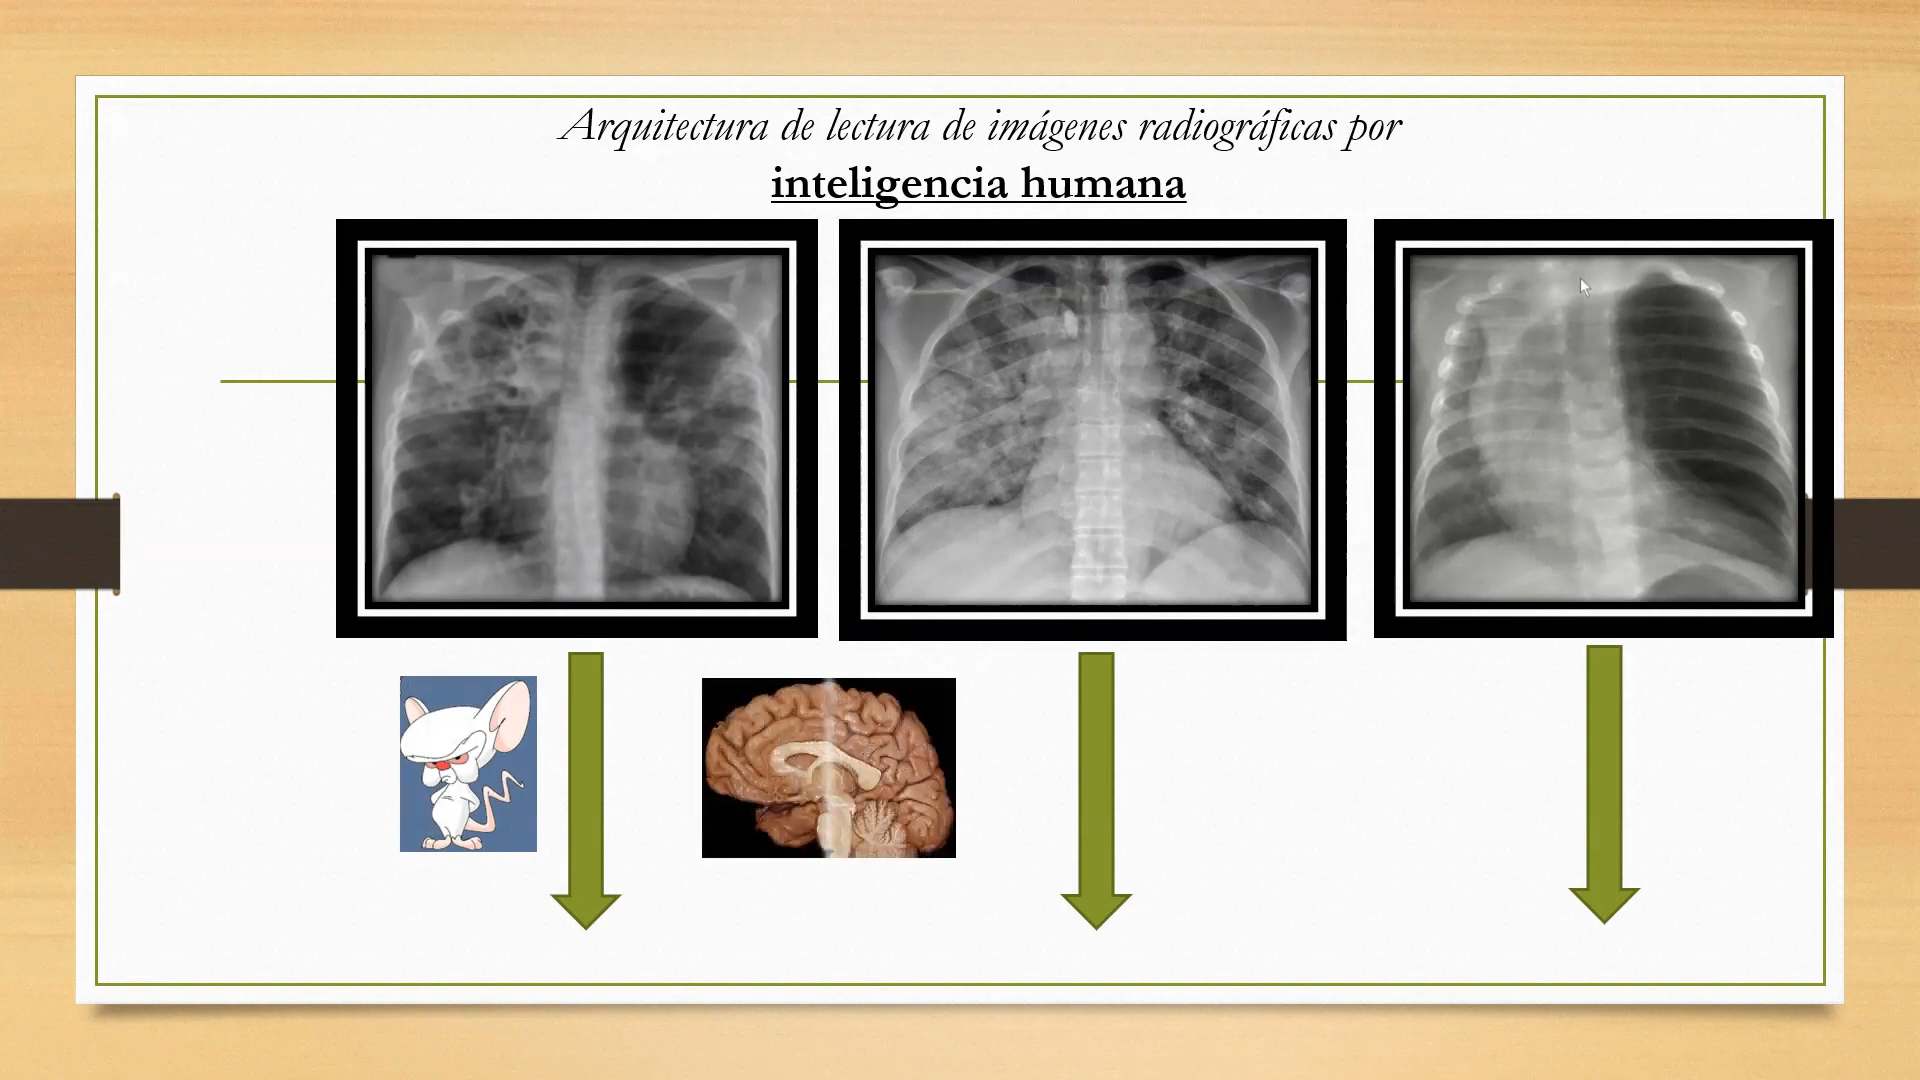 Arquitectura de lectura de imágenes radiográficas por
inteligencia humana